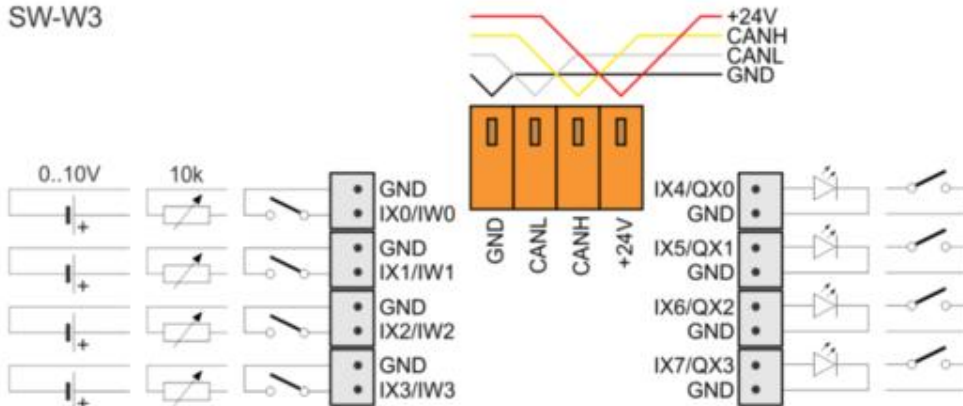 SW-W3
+24V
CANH
CANL
GND
0..10V 10k
GND
IX0/IW0
GND
IX1/IW1
GND
IX2/IW2
GND
IX3/IW3
GND CANL CANH +24V
IX4/QX0
GND
IX5/QX1
GND
IX6/QX2
GND
IX7/QX3
GND